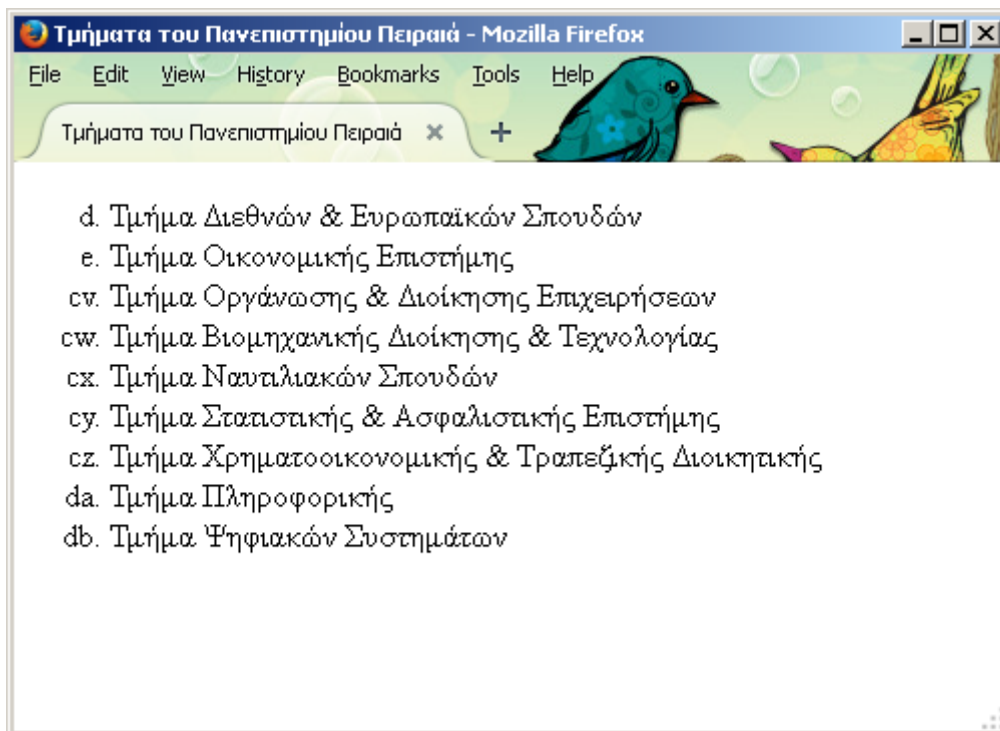 Τμήματα του Πανεπιστημίου Πειραιά - Mozilla Firefox
File Edit View History Bookmarks Tools Help
Τμήματα του Πανεπιστημίου Πειραιά
d. Τμήμα Διεθνών & Ευρωπαϊκών Σπουδών
e. Τμήμα Οικονομικής Επιστήμης
cv. Τμήμα Οργάνωσης & Διοίκησης Επιχειρήσεων
cw. Τμήμα Βιομηχανικής Διοίκησης & Τεχνολογίας
cx. Τμήμα Ναυτιλιακών Σπουδών
cy. Τμήμα Στατιστικής & Ασφαλιστικής Επιστήμης
cz. Τμήμα Χρηματοοικονομικής & Τραπεζικής Διοικητικής
da. Τμήμα Πληροφορικής
db. Τμήμα Ψηφιακών Συστημάτων